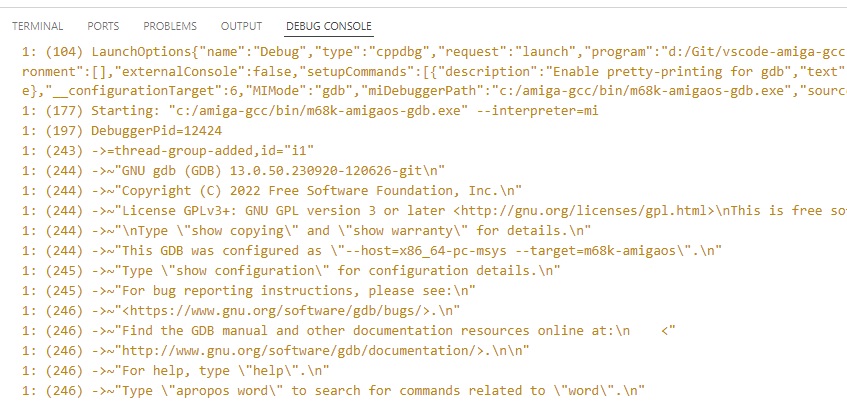 TERMINAL PORTS PROBLEMS OUTPUT DEBUG CONSOLE
1: (104) LaunchOptions{"name":"Debug","type":"cppdbg","request":"launch","program":"d:/Git/vscode-amiga-gcc
ronment":[],"externalConsole":false,"setupCommands":[{"description":"Enable pretty-printing for gdb","text"
e},"__configurationTarget":6,"MIMode":"gdb","miDebuggerPath":"c:/amiga-gcc/bin/m68k-amigaos-gdb.exe","sourc
1: (177) Starting: "c:/amiga-gcc/bin/m68k-amigaos-gdb.exe" --interpreter=mi
1: (197) DebuggerPid=12424
1: (243) ->=thread-group-added,id="i1"
1: (244) ->~"GNU gdb (GDB) 13.0.50.230920-120626-git\n"
1: (244) ->~"Copyright (C) 2022 Free Software Foundation, Inc.\n"
1: (244) ->~"License GPLv3+: GNU GPL version 3 or later <http://gnu.org/licenses/gpl.html>\nThis is free so
1: (244) ->~"\nType \"show copying\" and \"show warranty\" for details.\n"
1: (244) ->~"This GDB was configured as \"--host=x86_64-pc-msys --target=m68k-amigaos\".\n"
1: (245) ->~"Type \"show configuration\" for configuration details.\n"
1: (245) ->~"For bug reporting instructions, please see:\n"
1: (246) ->~"<https://www.gnu.org/software/gdb/bugs/>.\n"
1: (246) ->~"Find the GDB manual and other documentation resources online at:\n    <"
1: (246) ->~"http://www.gnu.org/software/gdb/documentation/>.\n\n"
1: (246) ->~"For help, type \"help\".\n"
1: (246) ->~"Type \"apropos word\" to search for commands related to \"word\".\n"